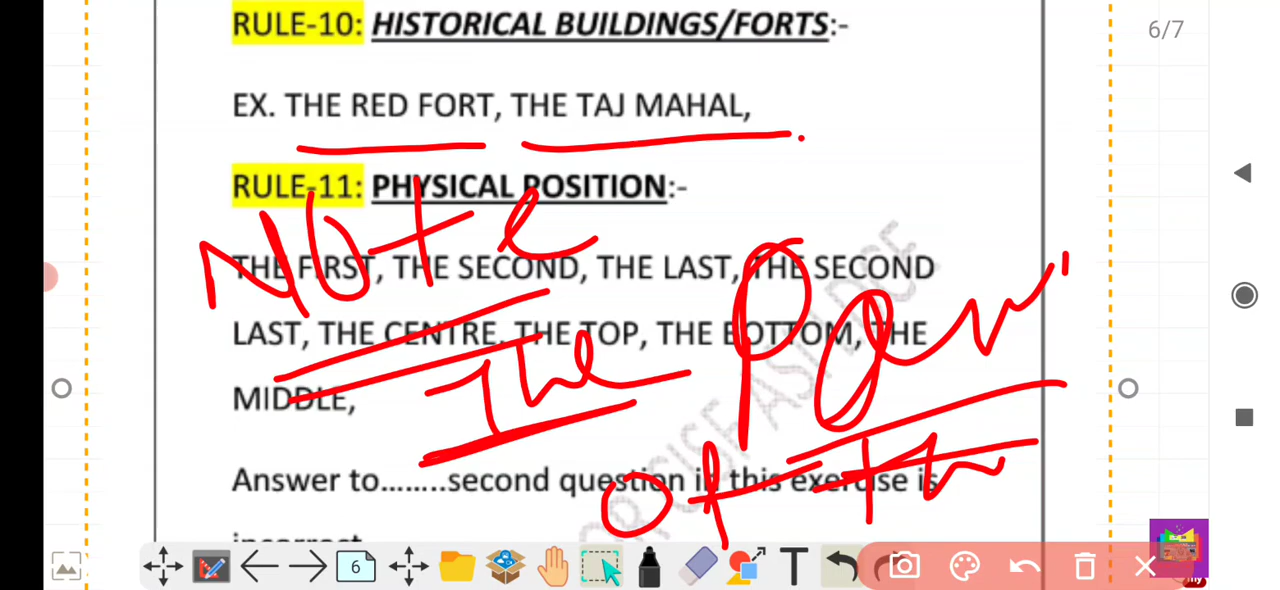 6/7
RULE-10: HISTORICAL BUILDINGS/FORTS:-
EX. THE RED FORT, THE TAJ MAHAL,
RULE-11: PHYSICAL POSITION:-
Note
THE FIRST, THE SECOND, THE LAST, THE SECOND
LAST, THE CENTRE, THE TOP, THE BOTTOM, THE
MIDDLE,
The
Answer to........second question in this exercise is
of
incorrect
6
T